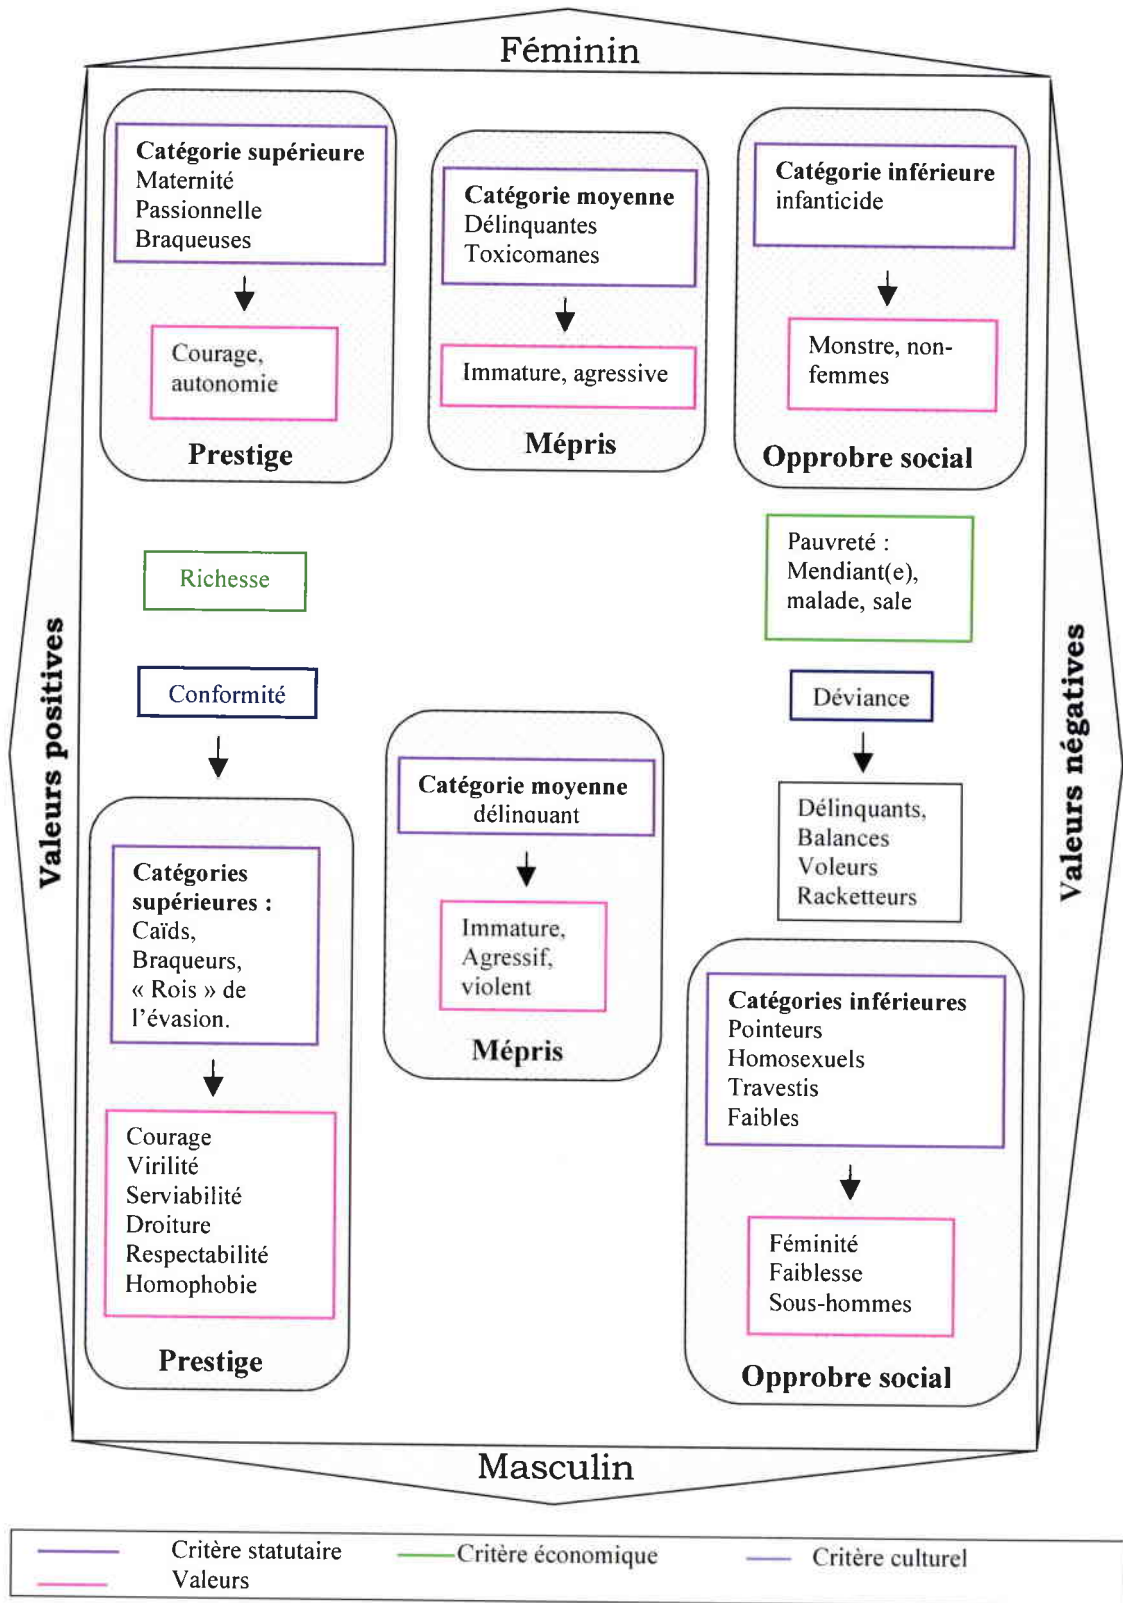 Féminin
Catégorie supérieure
Maternité
Passionnelle
Braqueuses
Courage,
autonomie
Prestige
Catégorie moyenne
Délinquantes
Toxicomanes
Immature, agressive
Mépris
Catégorie inférieure
infanticide
Monstre, non-
femmes
Opprobre social
Richesse
Pauvreté :
Mendiant(e),
malade, sale
Valeurs positives
Valeurs négatives
Conformité
Déviance
Catégories
supérieures :
Caïds,
Braqueurs,
« Rois » de
l'évasion.
Courage
Virilité
Serviabilité
Droiture
Respectabilité
Homophobie
Prestige
Catégorie moyenne
délinquant
Immature,
Agressif,
violent
Mépris
Délinquants,
Balances
Voleurs
Racketteurs
Catégories inférieures
Pointeurs
Homosexuels
Travestis
Faibles
Féminité
Faiblesse
Sous-hommes
Opprobre social
Masculin
Critère statutaire
Critère économique
Critère culturel
Valeurs